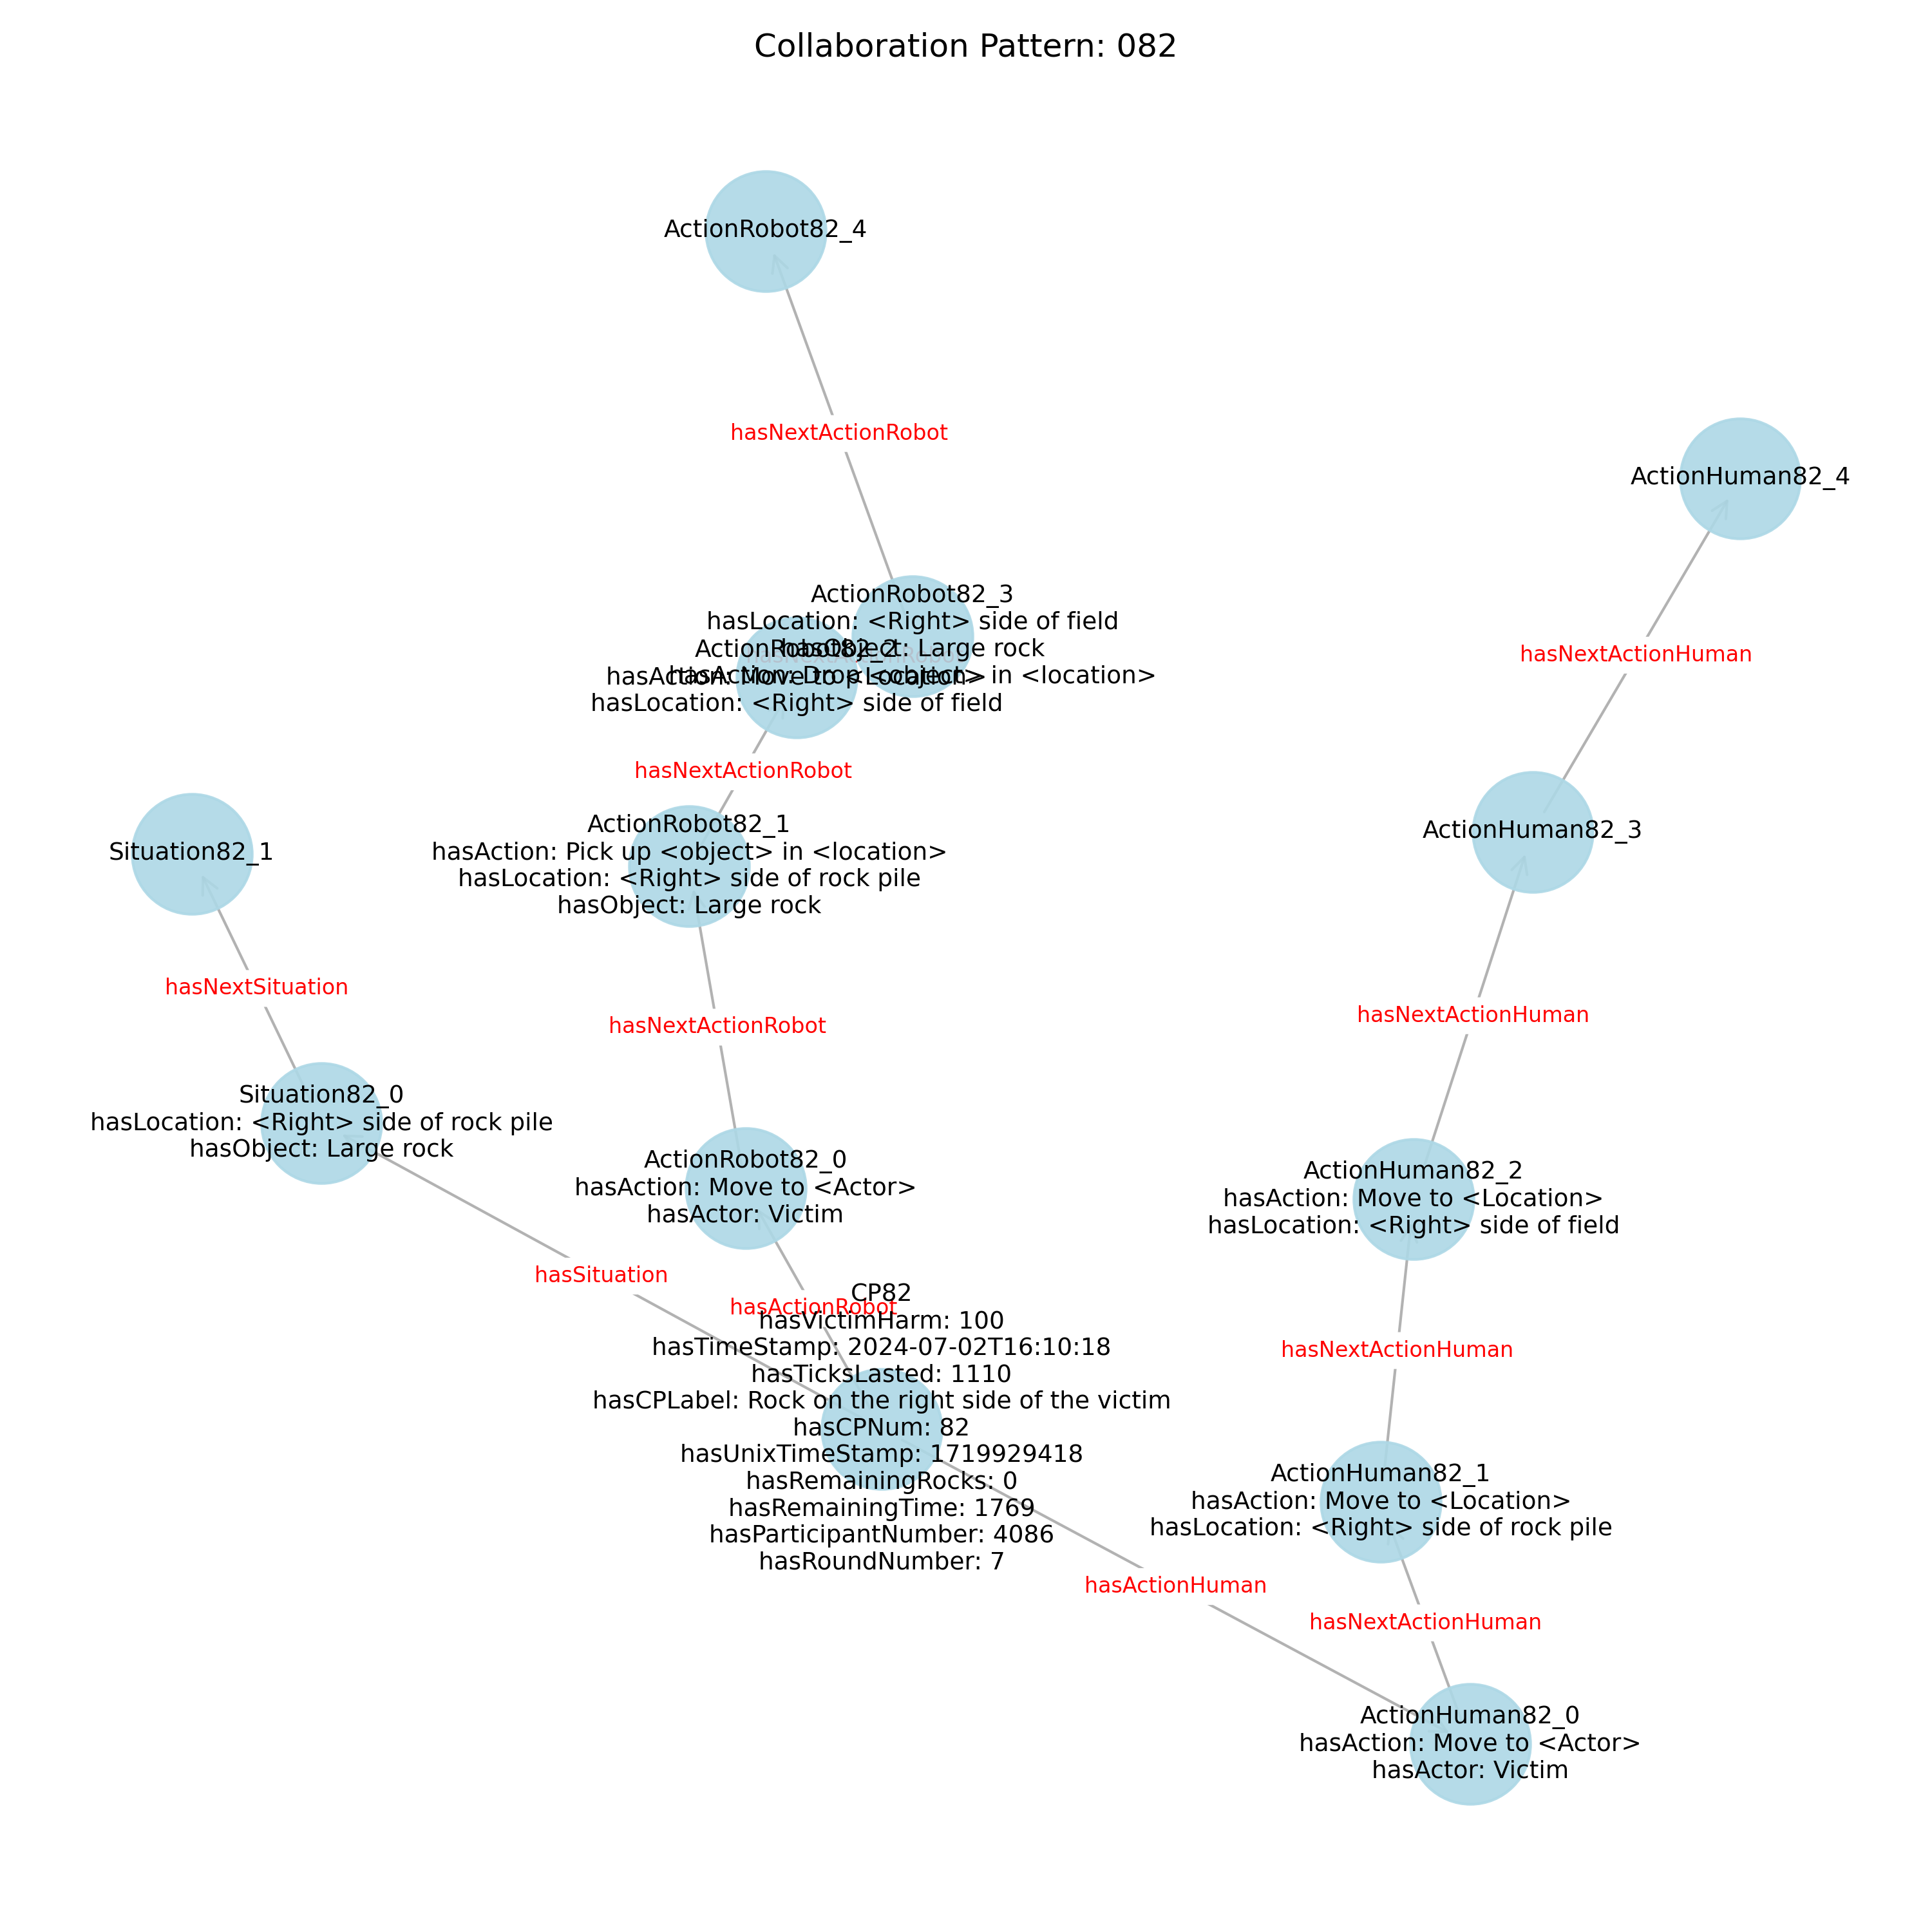 Collaboration Pattern: 082
ActionRobot82_4
hasNextActionRobot
ActionHuman82_4
ActionRobot82_3
hasLocation: <Right> side of field
hasObject: Large rock
hasAction: Drop <object> in <location>
hasNextActionHuman
ActionRobot82_2
hasAction: Move to <Location>
hasLocation: <Right> side of field
hasNextActionRobot
ActionRobot82_1
hasAction: Pick up <object> in <location>
hasLocation: <Right> side of rock pile
hasObject: Large rock
ActionHuman82_3
Situation82_1
hasNextSituation
hasNextActionRobot
hasNextActionHuman
Situation82_0
hasLocation: <Right> side of rock pile
hasObject: Large rock
ActionRobot82_0
hasAction: Move to <Actor>
hasActor: Victim
ActionHuman82_2
hasAction: Move to <Location>
hasLocation: <Right> side of field
hasSituation
hasActionRobot
CP82
hasVictimHarm: 100
hasTimeStamp: 2024-07-02T16:10:18
hasTicksLasted: 1110
hasCPLabel: Rock on the right side of the victim
hasCPNum: 82
hasUnixTimeStamp: 1719929418
hasRemainingRocks: 0
hasRemainingTime: 1769
hasParticipantNumber: 4086
hasRoundNumber: 7
hasNextActionHuman
ActionHuman82_1
hasAction: Move to <Location>
hasLocation: <Right> side of rock pile
hasActionHuman
hasNextActionHuman
ActionHuman82_0
hasAction: Move to <Actor>
hasActor: Victim